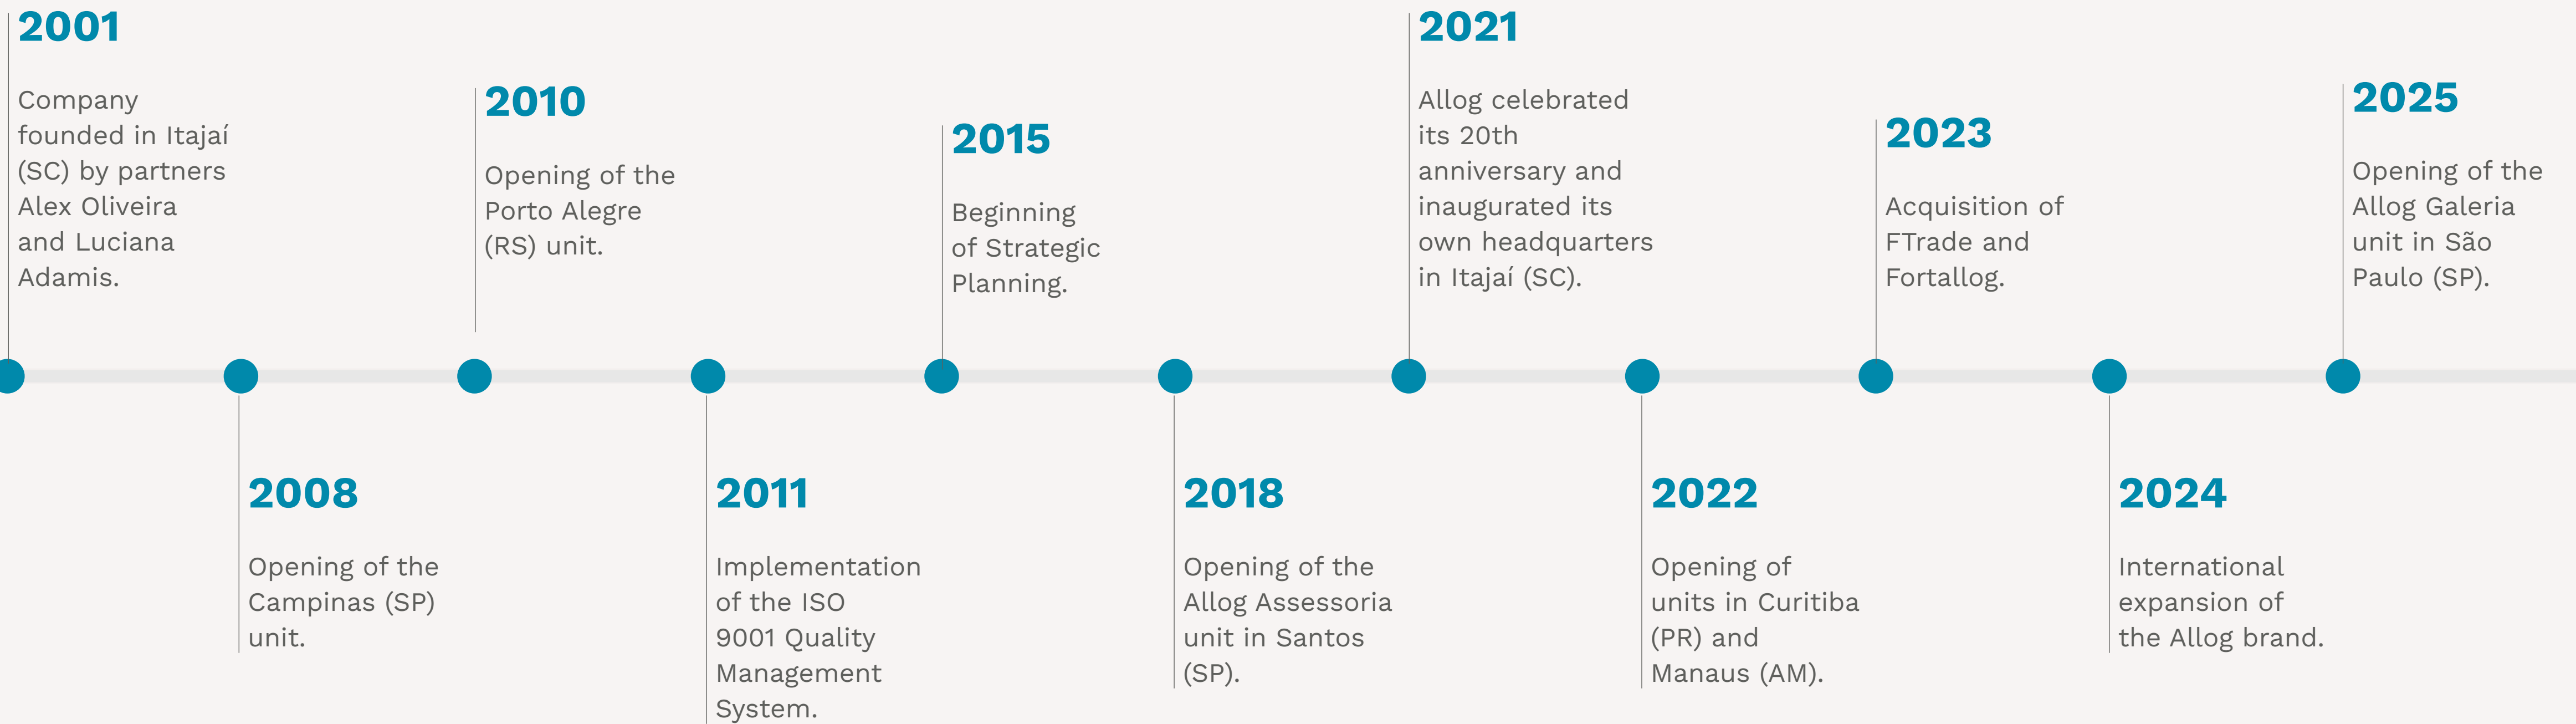 2001
Company
founded in Itajaí
(SC) by partners
Alex Oliveira
and Luciana
Adamis.
2008
Opening of the
Campinas (SP)
unit.
2010
Opening of the
Porto Alegre
(RS) unit.
2011
Implementation
of the ISO
9001 Quality
Management
System.
2015
Beginning
of Strategic
Planning.
2018
Opening of the
Allog Assessoria
unit in Santos
(SP).
2021
Allog celebrated
its 20th
anniversary and
inaugurated its
own headquarters
in Itajaí (SC).
2022
Opening of
units in Curitiba
(PR) and
Manaus (AM).
2023
Acquisition of
FTrade and
Fortallog.
2024
International
expansion of
the Allog brand.
2025
Opening of the
Allog Galeria
unit in São
Paulo (SP).